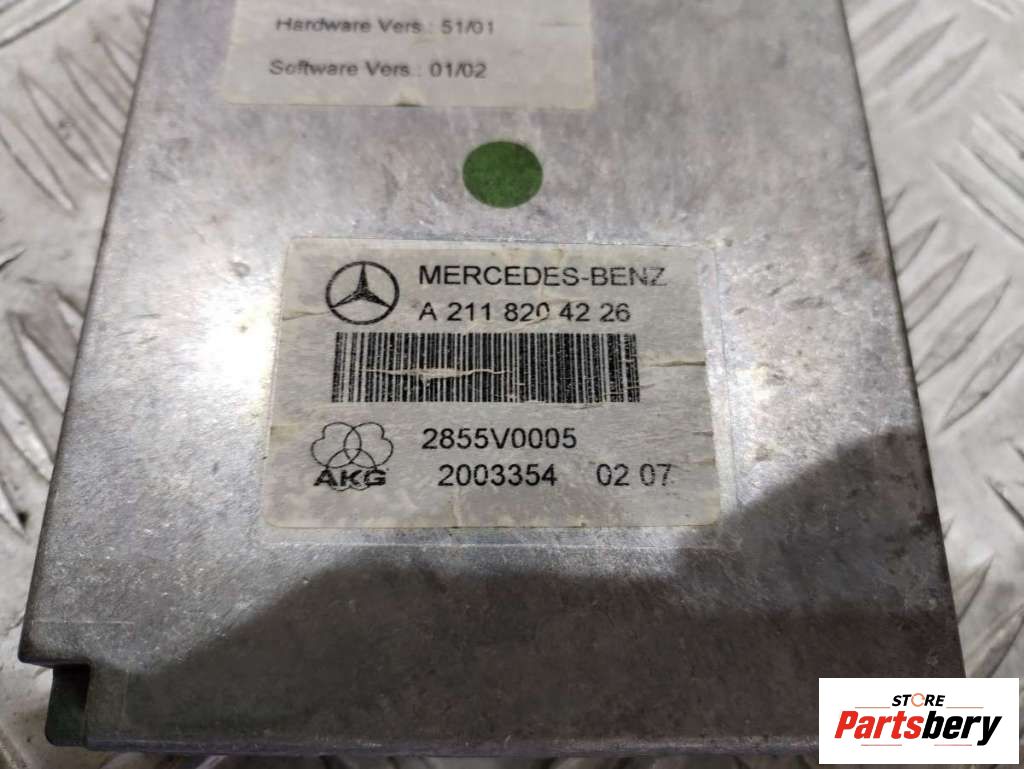 Hardware Vers.: 51/01
Software Vers.: 01/02
MERCEDES-BENZ
A 211 820 42 26
2855V0005
AKG
2003354 02 07
STORE
Partsbery